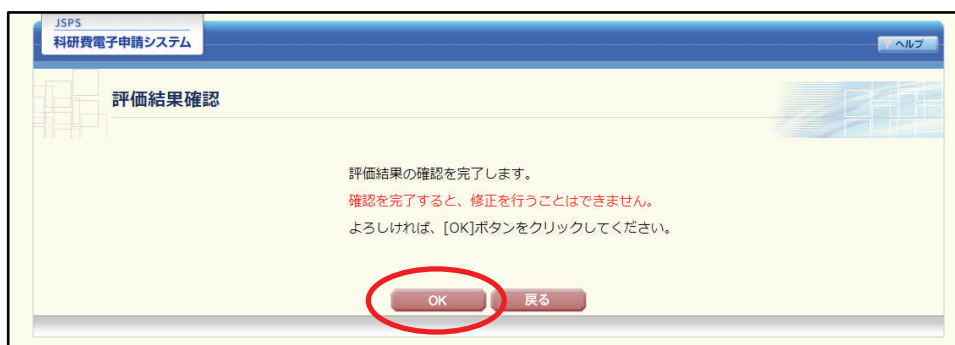 JSPS
科研費電子申請システム
? ヘルプ
評価結果確認
評価結果の確認を完了します。
確認を完了すると、修正を行うことはできません。
よろしければ、[OK]ボタンをクリックしてください。
OK 戻る